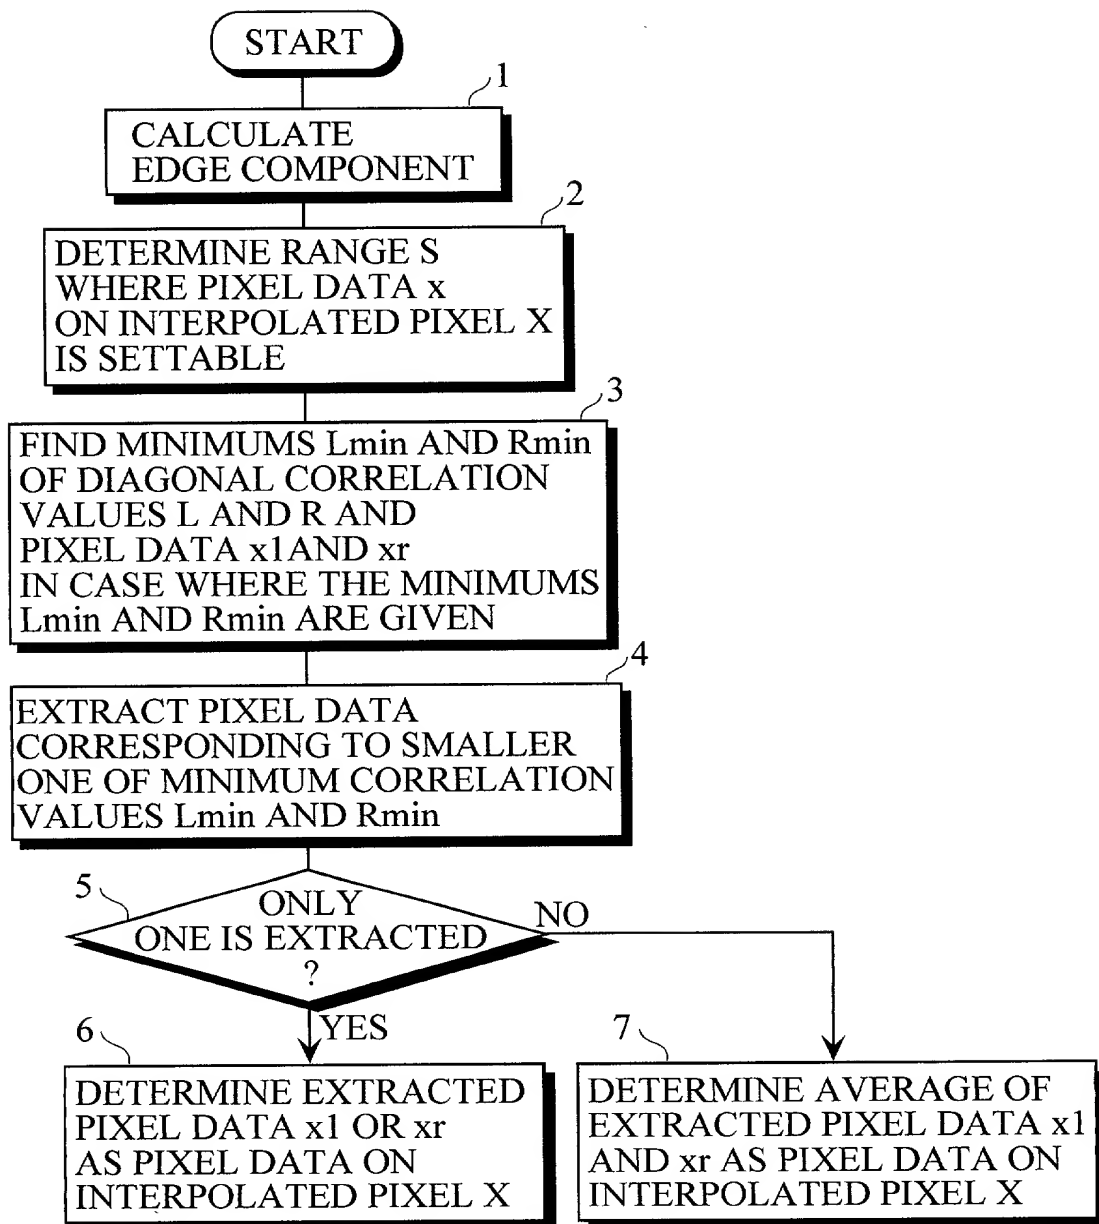 START
1
CALCULATE
EDGE COMPONENT
2
DETERMINE RANGE S
WHERE PIXEL DATA x
ON INTERPOLATED PIXEL X
IS SETTABLE
3
FIND MINIMUMS Lmin AND Rmin
OF DIAGONAL CORRELATION
VALUES L AND R AND
PIXEL DATA x1AND xr
IN CASE WHERE THE MINIMUMS
Lmin AND Rmin ARE GIVEN
4
EXTRACT PIXEL DATA
CORRESPONDING TO SMALLER
ONE OF MINIMUM CORRELATION
VALUES Lmin AND Rmin
5
ONLY
ONE IS EXTRACTED
?
NO
YES
6
DETERMINE EXTRACTED
PIXEL DATA x1 OR xr
AS PIXEL DATA ON
INTERPOLATED PIXEL X
7
DETERMINE AVERAGE OF
EXTRACTED PIXEL DATA x1
AND xr AS PIXEL DATA ON
INTERPOLATED PIXEL X